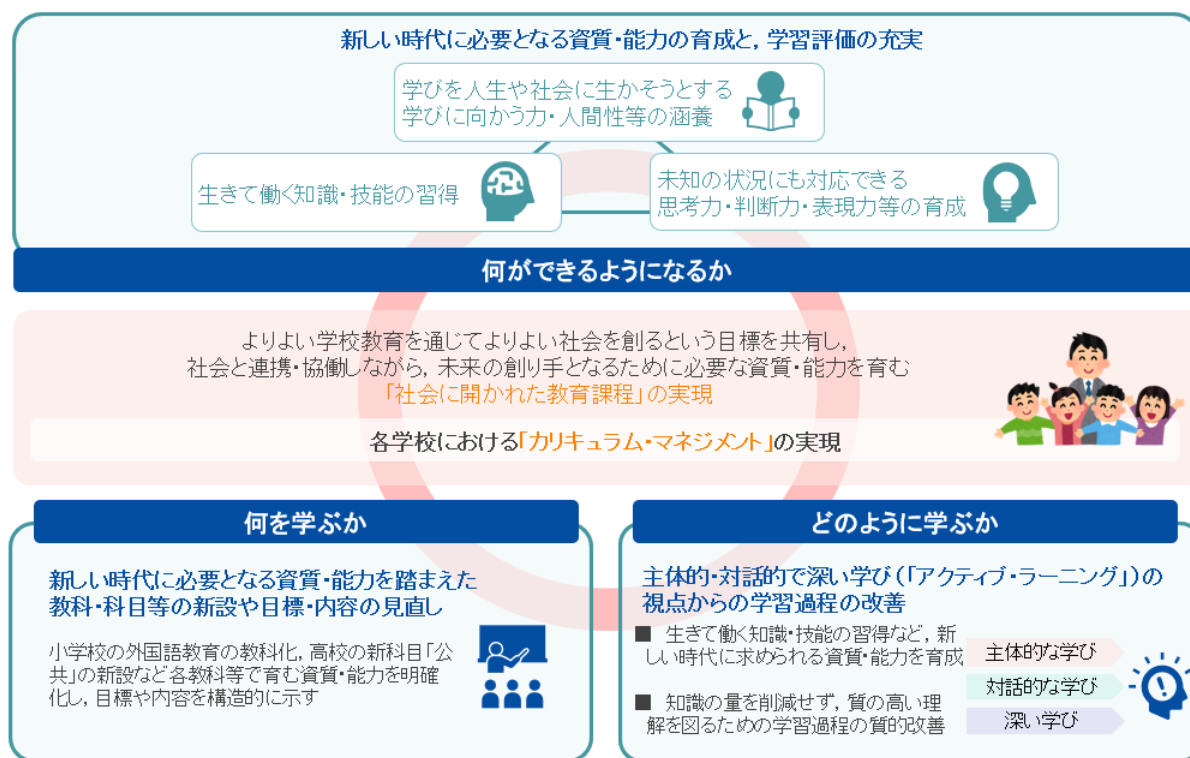 新しい時代に必要となる資質・能力の育成と，学習評価の充実
学びを人生や社会に生かそうとする
学びに向かう力・人間性等の涵養
生きて働く知識・技能の習得
未知の状況にも対応できる
思考力・判断力・表現力等の育成
何ができるようになるか
よりよい学校教育を通じてよりよい社会を創るという目標を共有し，
社会と連携・協働しながら，未来の創り手となるために必要な資質・能力を育む
「社会に開かれた教育課程」の実現
各学校における「カリキュラム・マネジメント」の実現
何を学ぶか
新しい時代に必要となる資質・能力を踏まえた
教科・科目等の新設や目標・内容の見直し
小学校の外国語教育の教科化，高校の新科目「公
共」の新設など各教科等で育む資質・能力を明確
化し，目標や内容を構造的に示す
どのように学ぶか
主体的・対話的で深い学び（「アクティブ・ラーニング」）の
視点からの学習過程の改善
■ 生きて働く知識・技能の習得など，新
しい時代に求められる資質・能力を育成
■ 知識の量を削減せず，質の高い理
解を図るための学習過程の質的改善
主体的な学び
対話的な学び
深い学び